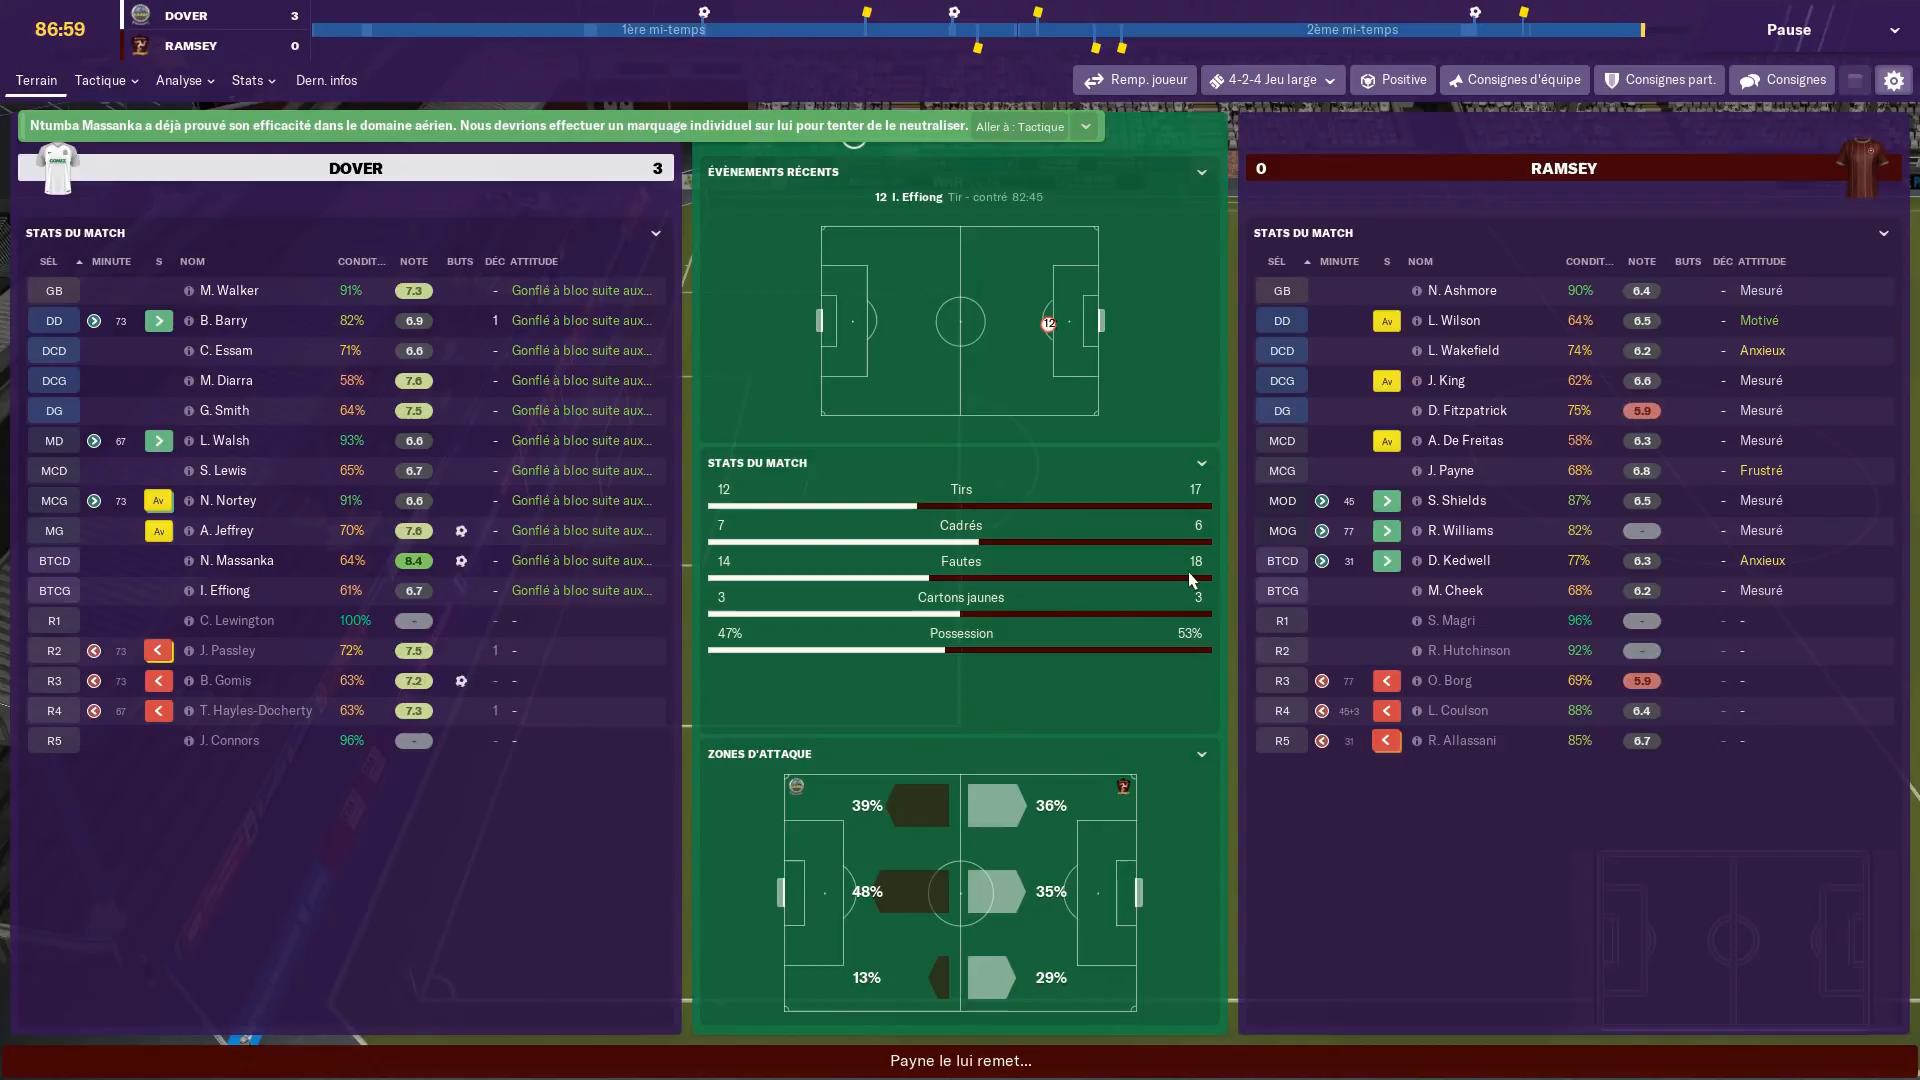 86:59
DOVER 3
RAMSEY 0
1ère mi-temps 2ème mi-temps
Pause
Terrain Tactique Analyse Stats Dern. infos
Remp. joueur 4-2-4 Jeu large Positive Consignes d'équipe Consignes part. Consignes
Ntumba Massanka a déjà prouvé son efficacité dans le domaine aérien. Nous devrions effectuer un marquage individuel sur lui pour tenter de le neutraliser. Aller à : Tactique
DOVER 3
STATS DU MATCH
SÉL MINUTE S NOM CONDIT... NOTE BUTS DÉC ATTITUDE
GB M. Walker 91% 7.3 - Gonflé à bloc suite aux...
DD 73 B. Barry 82% 6.9 1 Gonflé à bloc suite aux...
DCD C. Essam 71% 6.6 - Gonflé à bloc suite aux...
DCG M. Diarra 58% 7.6 - Gonflé à bloc suite aux...
DG G. Smith 64% 7.5 - Gonflé à bloc suite aux...
MD 67 L. Walsh 93% 6.6 - Gonflé à bloc suite aux...
MCD S. Lewis 65% 6.7 - Gonflé à bloc suite aux...
MCG 73 Av N. Nortey 91% 6.6 - Gonflé à bloc suite aux...
MG Av A. Jeffrey 70% 7.6 - Gonflé à bloc suite aux...
BTCD N. Massanka 64% 8.4 - Gonflé à bloc suite aux...
BTCG I. Effiong 61% 6.7 - Gonflé à bloc suite aux...
R1 C. Lewington 100% - - -
R2 73 J. Passley 72% 7.5 1 -
R3 73 B. Gomis 63% 7.2 - -
R4 67 T. Hayles-Docherty 63% 7.3 1 -
R5 J. Connors 96% - - -
ÉVÈNEMENTS RÉCENTS
12 I. Effiong Tir - contré 82:45
12
STATS DU MATCH
12 Tirs 17
7 Cadrés 6
14 Fautes 18
3 Cartons jaunes 3
47% Possession 53%
ZONES D'ATTAQUE
39% 36%
48% 35%
13% 29%
0 RAMSEY
STATS DU MATCH
SÉL MINUTE S NOM CONDIT... NOTE BUTS DÉC ATTITUDE
GB N. Ashmore 90% 6.4 - Mesuré
DD Av L. Wilson 64% 6.5 - Motivé
DCD L. Wakefield 74% 6.2 - Anxieux
DCG Av J. King 62% 6.6 - Mesuré
DG D. Fitzpatrick 75% 5.9 - Mesuré
MCD Av A. De Freitas 58% 6.3 - Mesuré
MCG J. Payne 68% 6.8 - Frustré
MOD 45 S. Shields 87% 6.5 - Mesuré
MOG 77 R. Williams 82% - - Mesuré
BTCD 31 D. Kedwell 77% 6.3 - Anxieux
BTCG M. Cheek 68% 6.2 - Mesuré
R1 S. Magri 96% - - -
R2 R. Hutchinson 92% - - -
R3 77 O. Borg 69% 5.9 - -
R4 45+3 L. Coulson 88% 6.4 - -
R5 31 R. Allassani 85% 6.7 - -
Payne le lui remet...